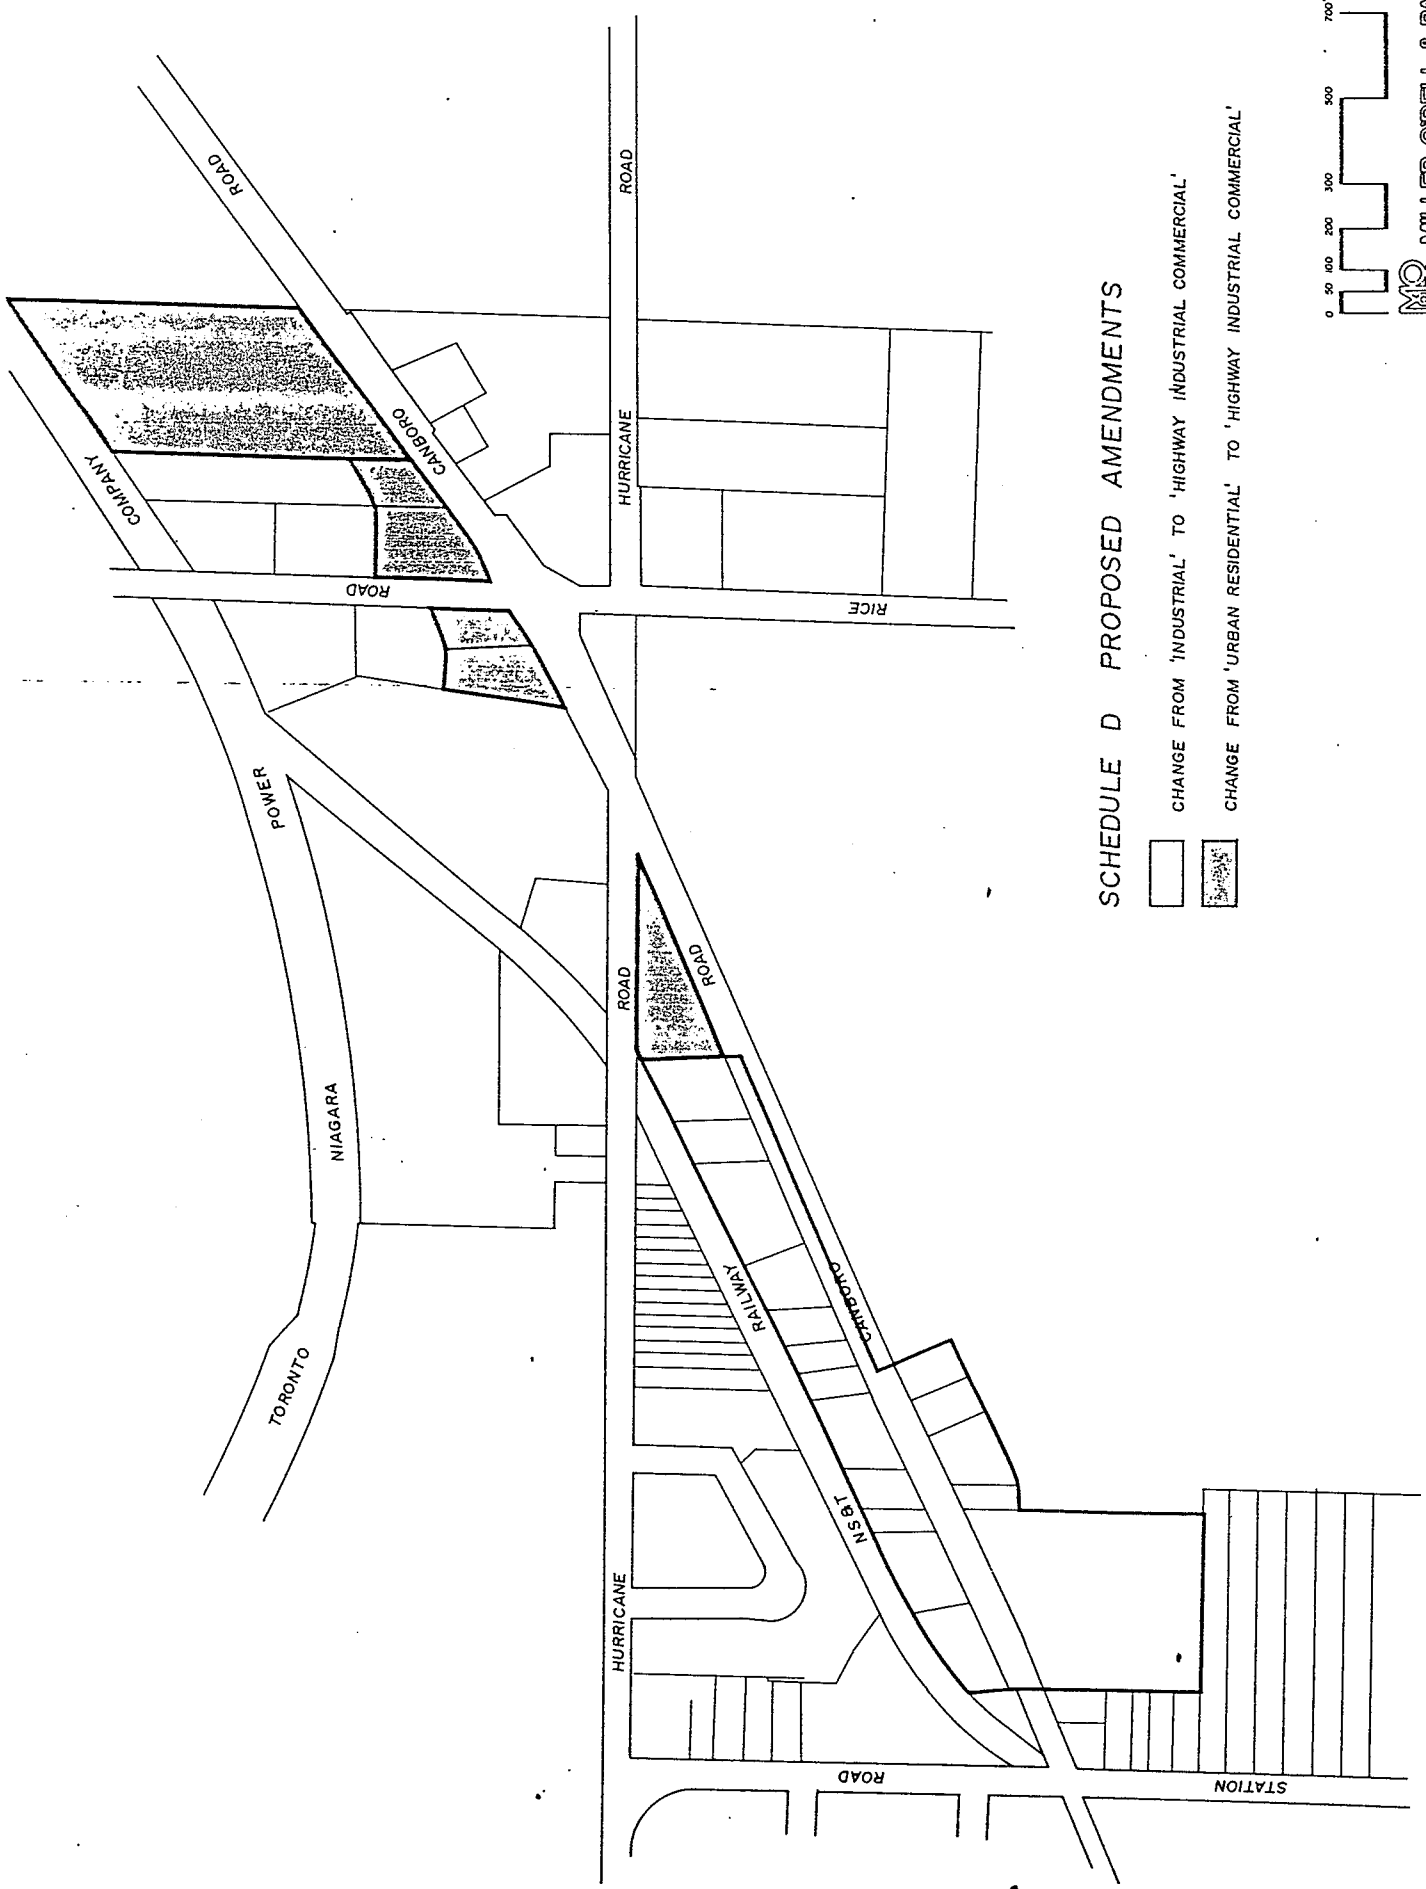 SCHEDULE D PROPOSED AMENDMENTS
CHANGE FROM 'INDUSTRIAL' TO 'HIGHWAY INDUSTRIAL COMMERCIAL'
CHANGE FROM 'URBAN RESIDENTIAL' TO 'HIGHWAY INDUSTRIAL COMMERCIAL'
TORONTO
NIAGARA
POWER
COMPANY
HURRICANE
ROAD
HURRICANE
ROAD
STATION
ROAD
NS&T
RAILWAY
CANBORO
ROAD
CANBORO
ROAD
RICE
ROAD
0 50 100 200 300 500 700'